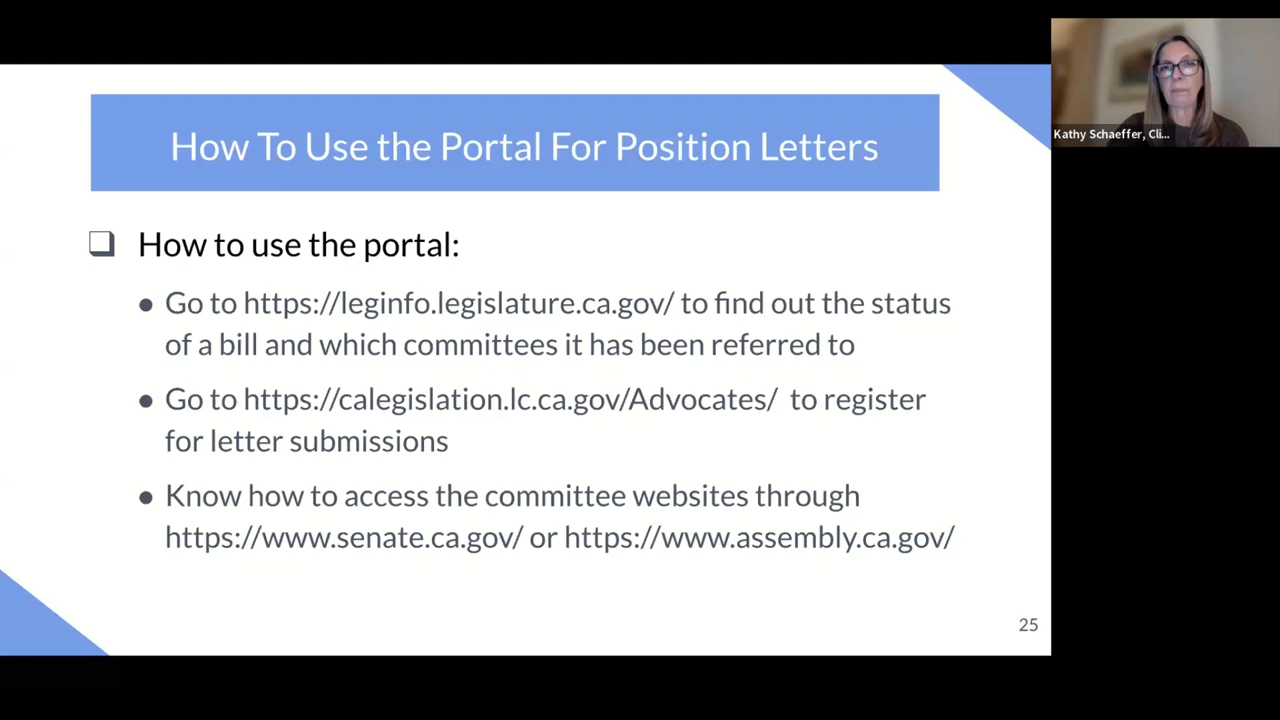 How To Use the Portal For Position Letters
Kathy Schaeffer, Cli...
❏ How to use the portal:
● Go to https://leginfo.legislature.ca.gov/ to find out the status
of a bill and which committees it has been referred to
● Go to https://calegislation.lc.ca.gov/Advocates/ to register
for letter submissions
● Know how to access the committee websites through
https://www.senate.ca.gov/ or https://www.assembly.ca.gov/
25